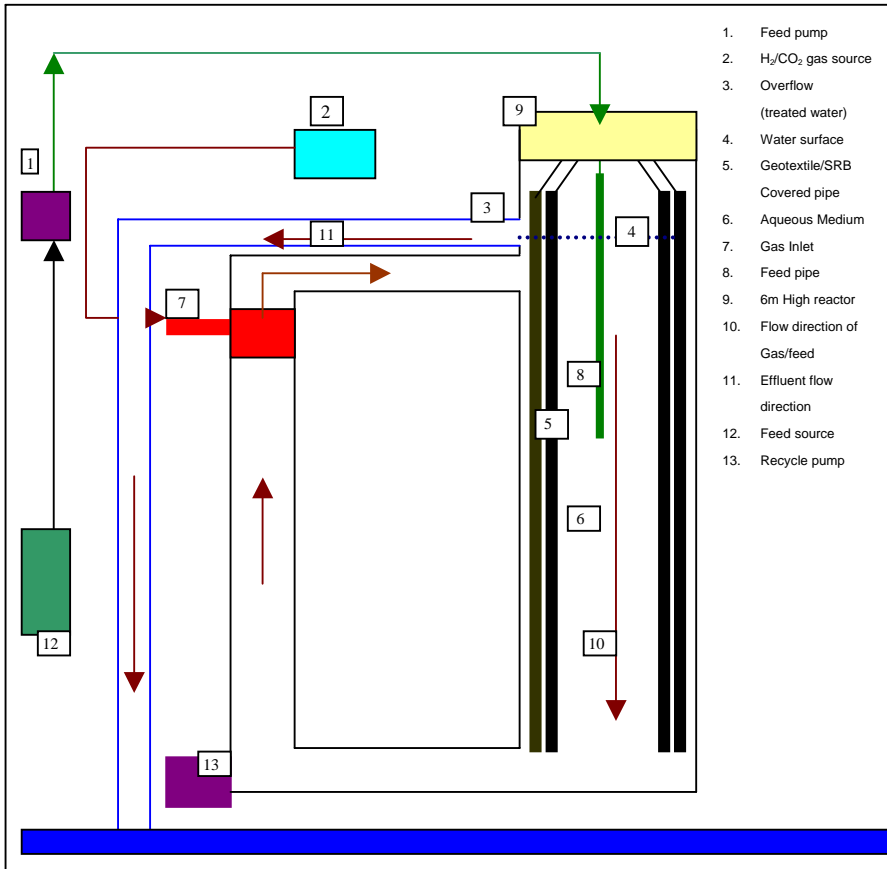 1. Feed pump
2. H₂/CO₂ gas source
3. Overflow
(treated water)
4. Water surface
5. Geotextile/SRB
Covered pipe
6. Aqueous Medium
7. Gas Inlet
8. Feed pipe
9. 6m High reactor
10. Flow direction of
Gas/feed
11. Effluent flow
direction
12. Feed source
13. Recycle pump
9
2
1
3
11
4
7
8
5
6
12
10
13